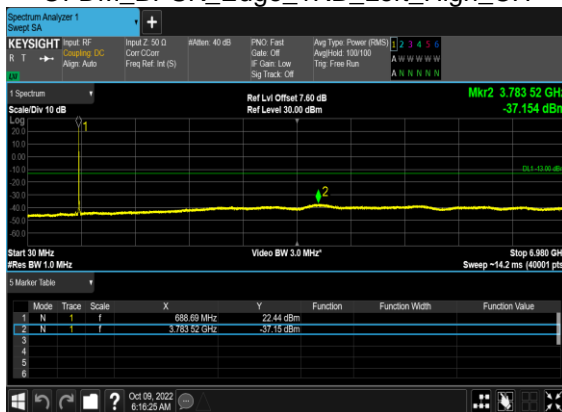 Spectrum Analyzer 1
Swept SA
+
KEYSIGHT Input: RF Input Z: 50 Ω #Atten: 40 dB PNO: Fast Avg Type: Power (RMS) 1 2 3 4 5 6
R T Coupling: DC Corr CCorr Gate: Off Avg|Hold: 100/100 A W W W W W
Align: Auto Freq Ref: Int (S) IF Gain: Low Trig: Free Run
Sig Track: Off A N N N N N
LU
1 Spectrum
Scale/Div 10 dB Ref Lvl Offset 7.60 dB Mkr2 3.783 52 GH
Ref Level 30.00 dBm -37.154 dBn
Log
20.0 1
10.0
0.00
-10.0 DL1 -13.00 dBm
-20.0
-30.0 2
-40.0
-50.0
-60.0
Start 30 MHz Video BW 3.0 MHz* Stop 6.980 GH
#Res BW 1.0 MHz Sweep ~14.2 ms (40001 pts
5 Marker Table
Mode Trace Scale X Y Function Function Width Function Value
1 N 1 f 688.69 MHz 22.44 dBm
2 N 1 f 3.783 52 GHz -37.15 dBm
3
4
5
6
? Oct 09, 2022
6:16:25 AM